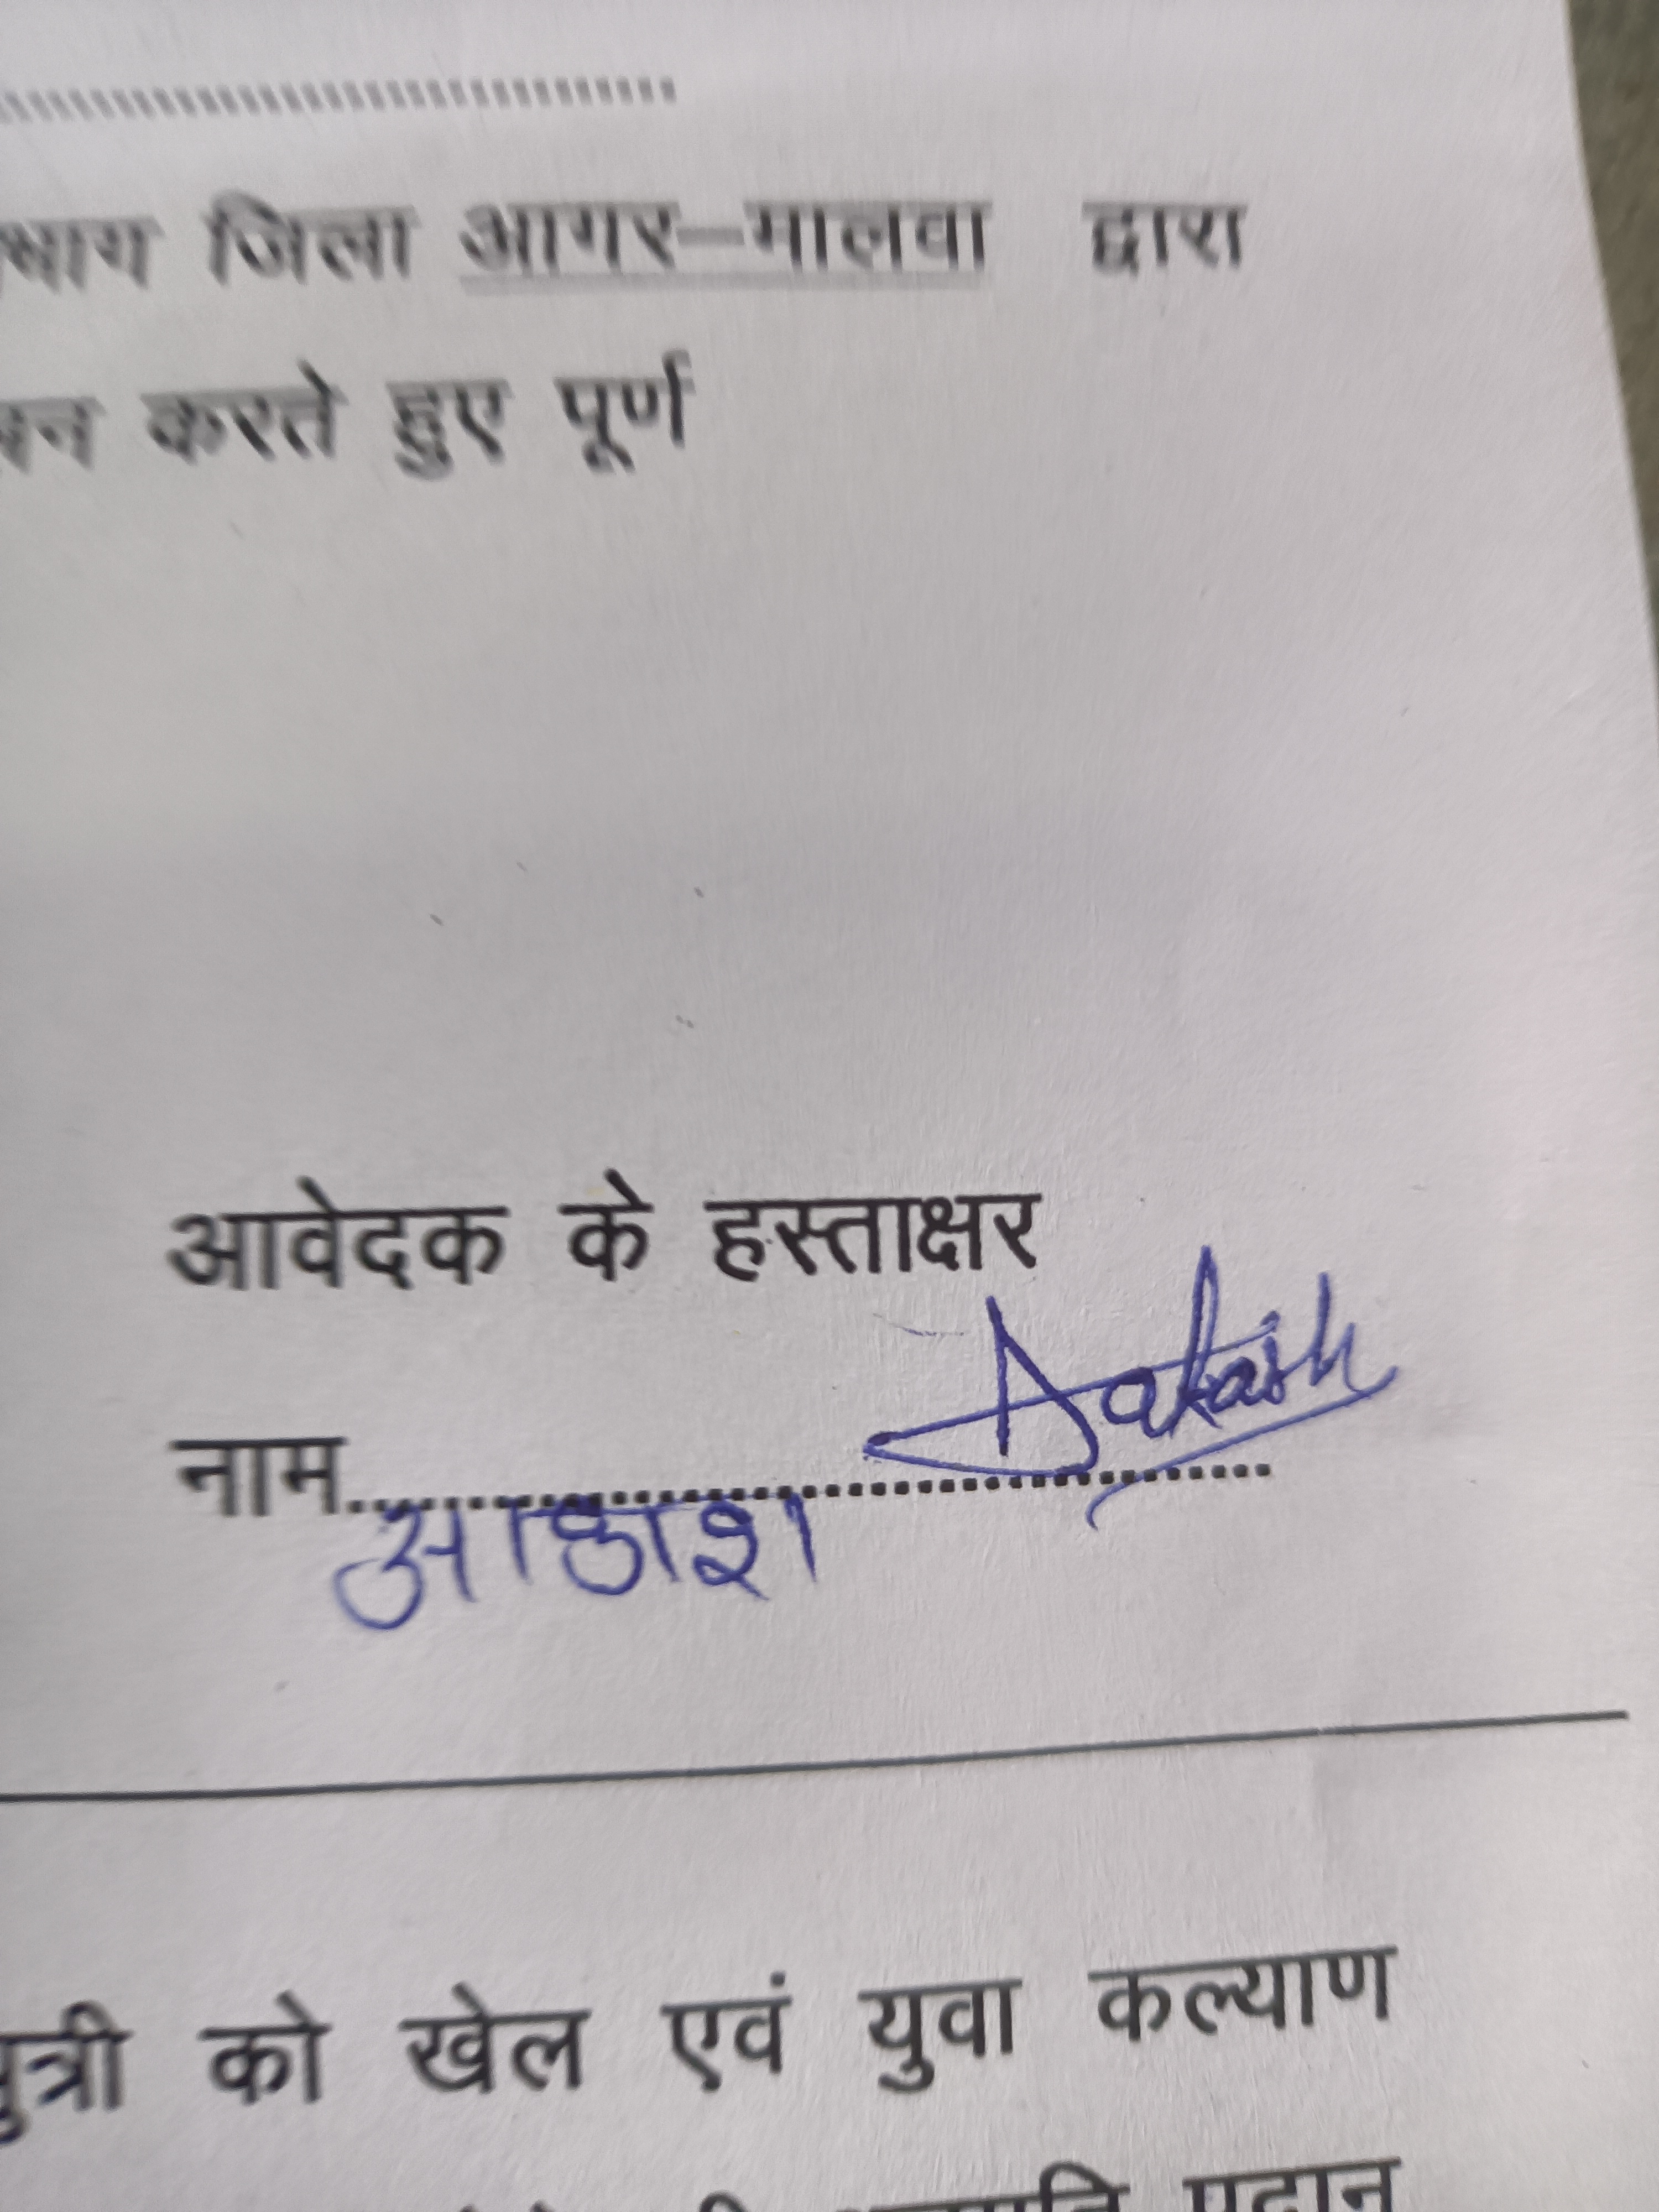 .......................................
भाग जिला आगर–मालवा द्वारा
करते हुए पूर्ण
आवेदक के हस्ताक्षर
Aakash
नाम.......................................
आकाश
पुत्री को खेल एवं युवा कल्याण